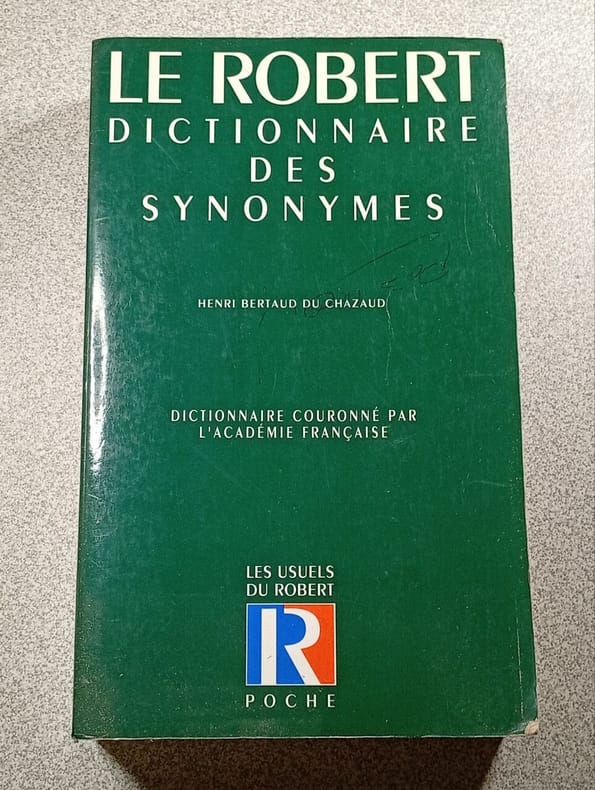 LE ROBERT
DICTIONNAIRE
DES
SYNONYMES
HENRI BERTAUD DU CHAZAUD
DICTIONNAIRE COURONNÉ PAR
L'ACADÉMIE FRANÇAISE
LES USUELS
DU ROBERT
R
POCHE